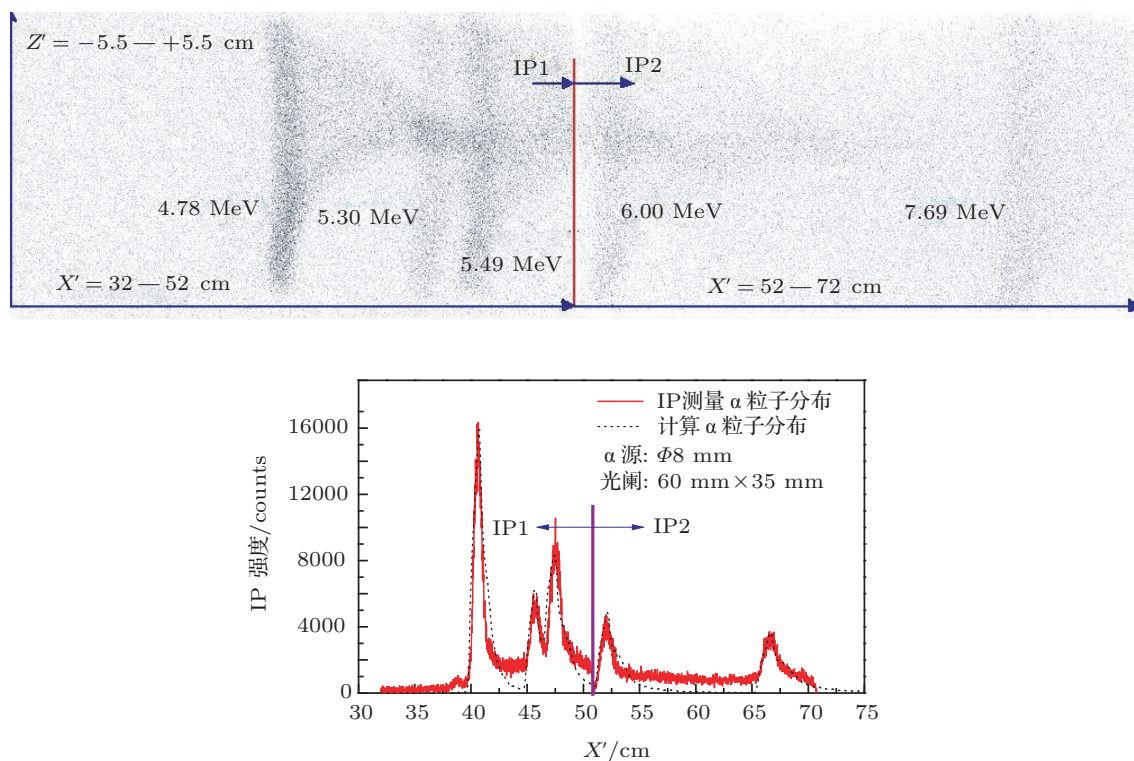 Z′ = −5.5 — +5.5 cm
IP1
IP2
4.78 MeV
5.30 MeV
6.00 MeV
7.69 MeV
5.49 MeV
X′ = 32 — 52 cm
X′ = 52 — 72 cm
IP测量 α 粒子分布
计算 α 粒子分布
α 源: Φ8 mm
光阑: 60 mm×35 mm
IP1
IP2
IP 强度/counts
16000
12000
8000
4000
0
30 35 40 45 50 55 60 65 70 75
X′/cm